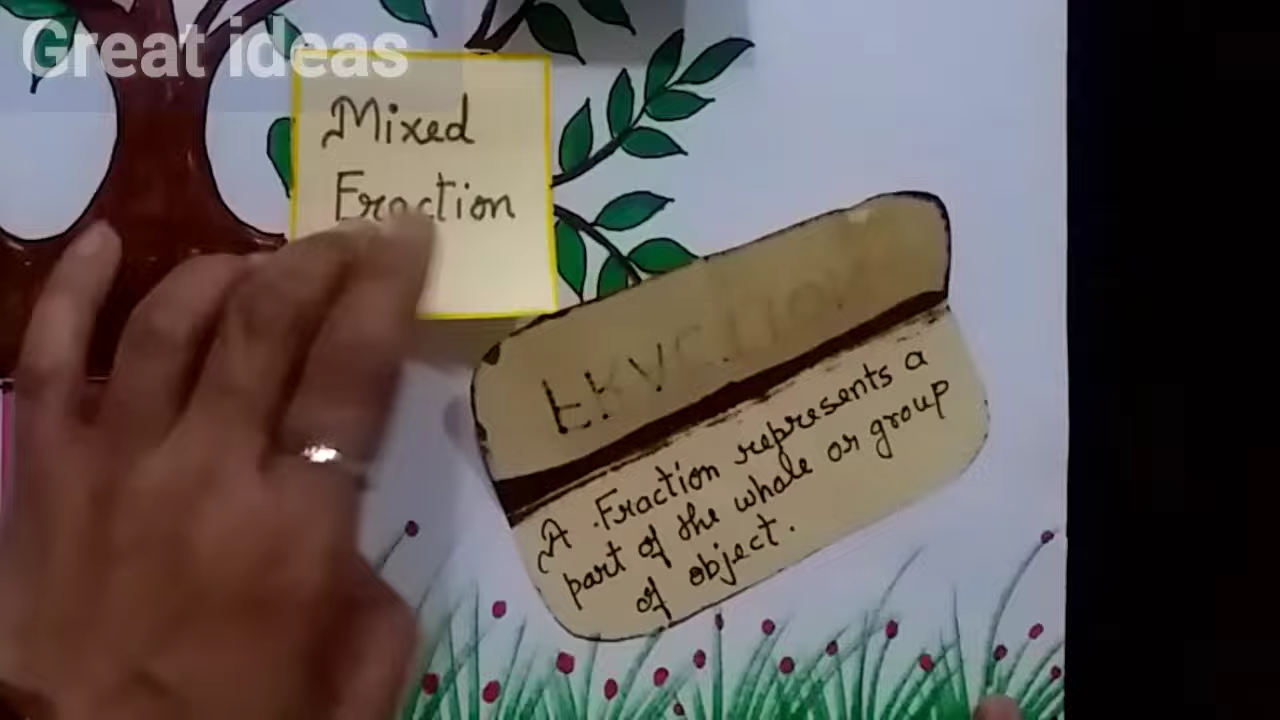 Great ideas
Mixed
Fraction
A Fraction represents a
part of the whole or group
of object.